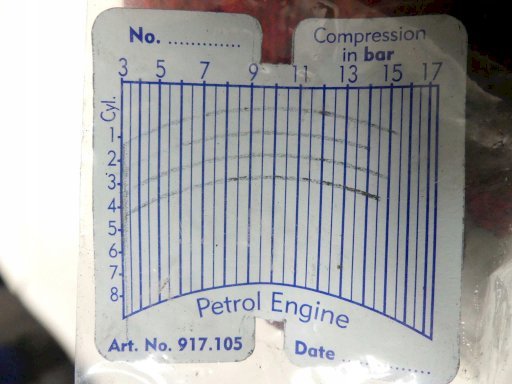 No. ............
Compression
in bar
3 5 7 9 11 13 15 17
Cyl.
1
2
3
4
5
6
7
8
Petrol Engine
Art. No. 917.105
Date ..............